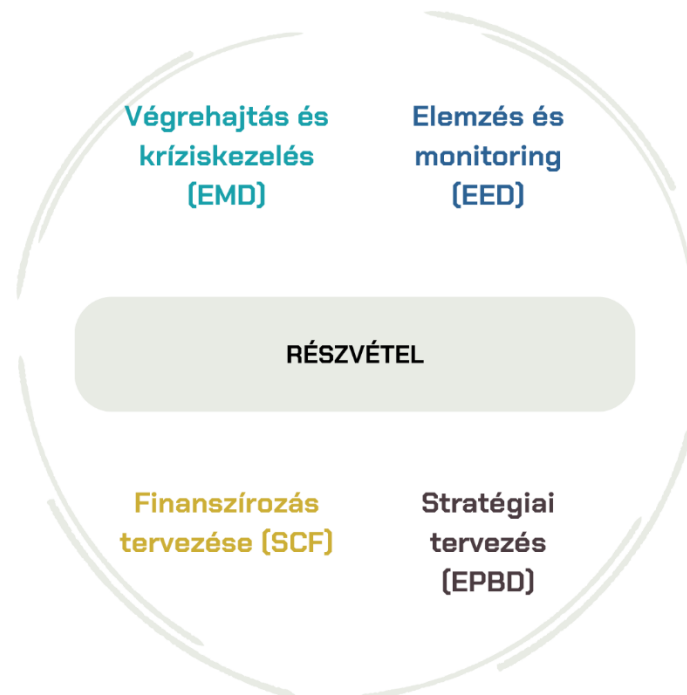 Végrehajtás és
kríziskezelés
(EMD)
Elemzés és
monitoring
(EED)
RÉSZVÉTEL
Finanszírozás
tervezése (SCF)
Stratégiai
tervezés
(EPBD)